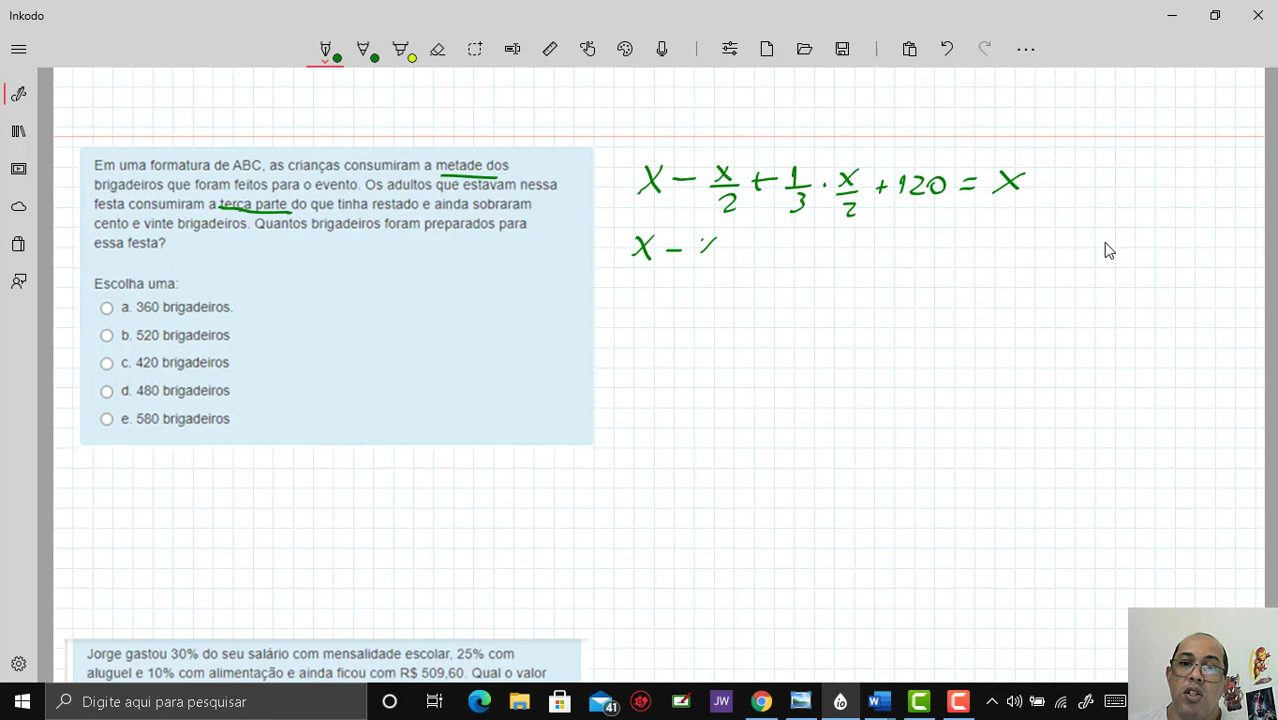 Inkodo
Em uma formatura de ABC, as crianças consumiram a metade dos
brigadeiros que foram feitos para o evento. Os adultos que estavam nessa
festa consumiram a terça parte do que tinha restado e ainda sobraram
cento e vinte brigadeiros. Quantos brigadeiros foram preparados para
essa festa?
Escolha uma:
a. 360 brigadeiros.
b. 520 brigadeiros
c. 420 brigadeiros
d. 480 brigadeiros
e. 580 brigadeiros
X - x/2 + 1/3 · x/2 + 120 = X
X -
Jorge gastou 30% do seu salário com mensalidade escolar, 25% com
aluguel e 10% com alimentação e ainda ficou com R$ 509,60. Qual o valor
Digite aqui para pesquisar
41
JW